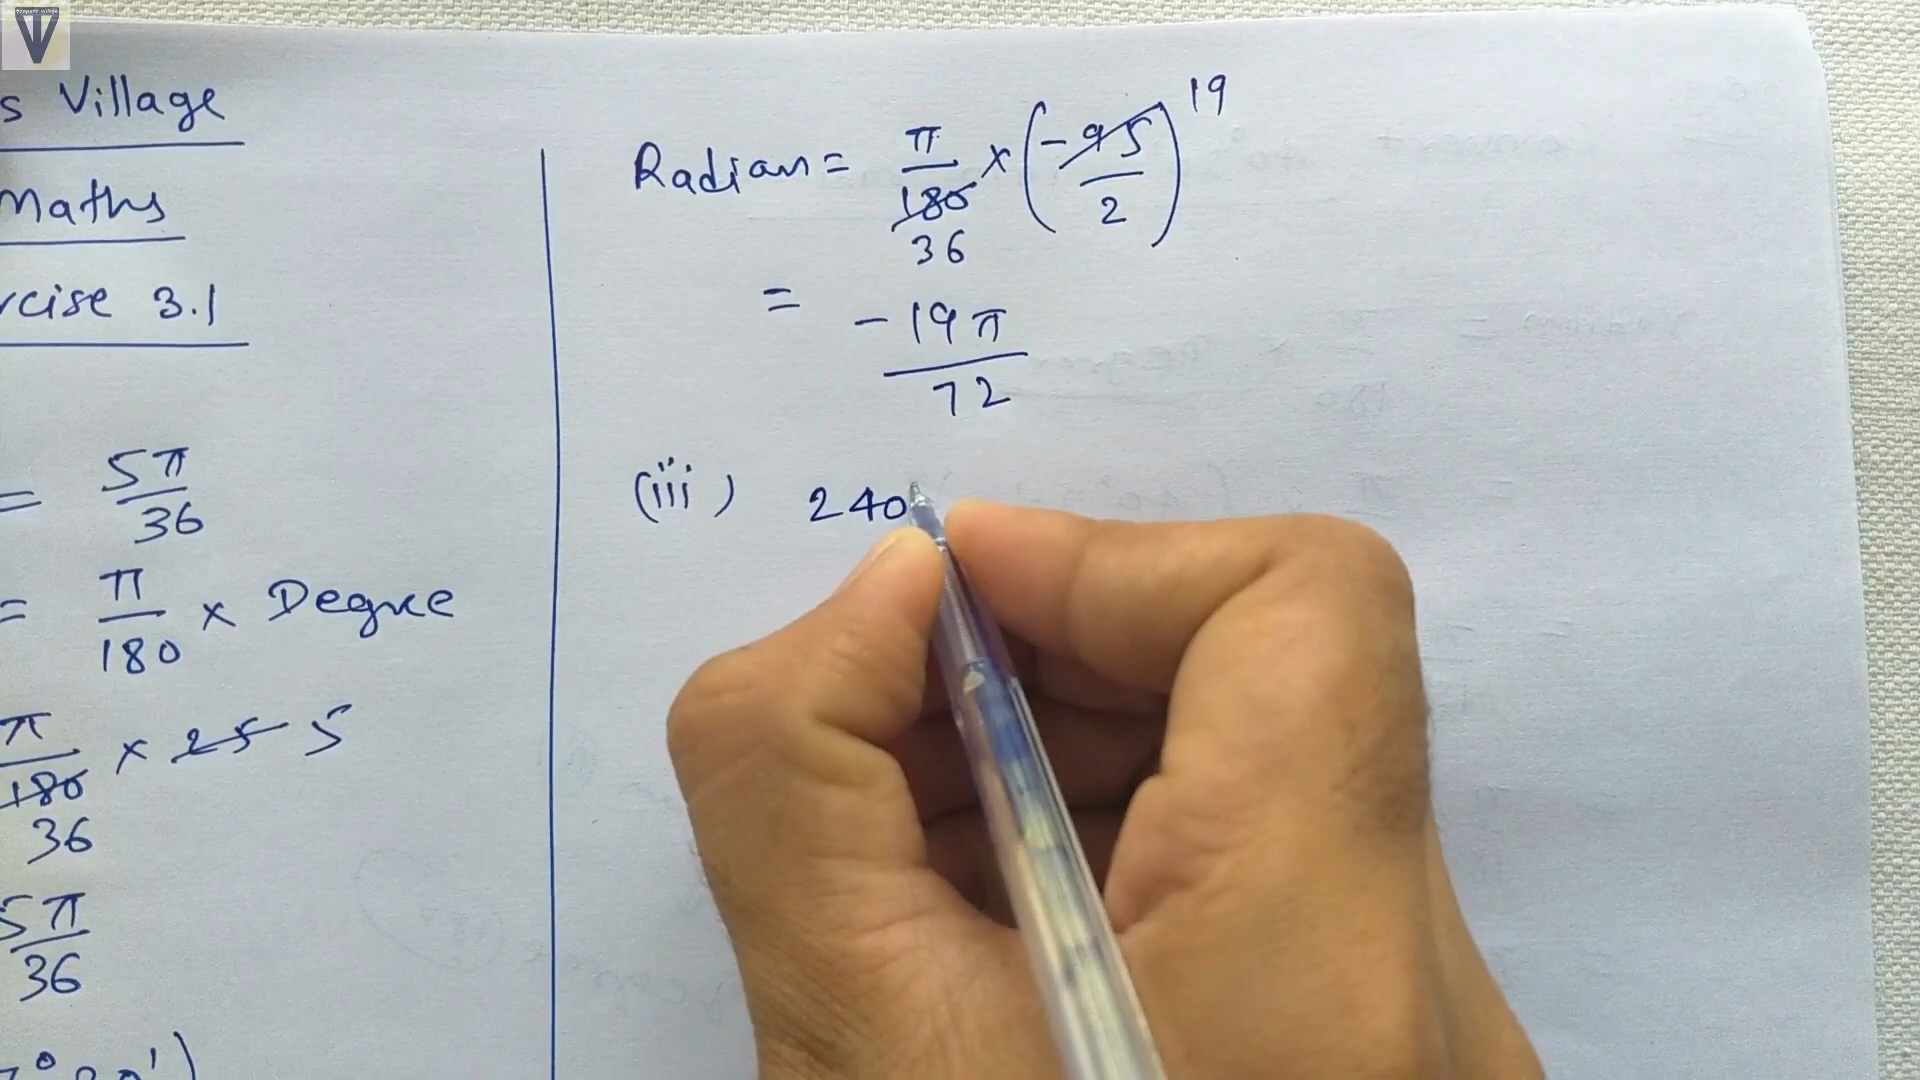 s Village
Maths
rcise 3.1
= 5π/36
= π/180 × Degree
π/180 × 25 5
36
5π/36
Radian = π/180 × (-95/2) 19
36
= -19π/72
(iii) 240